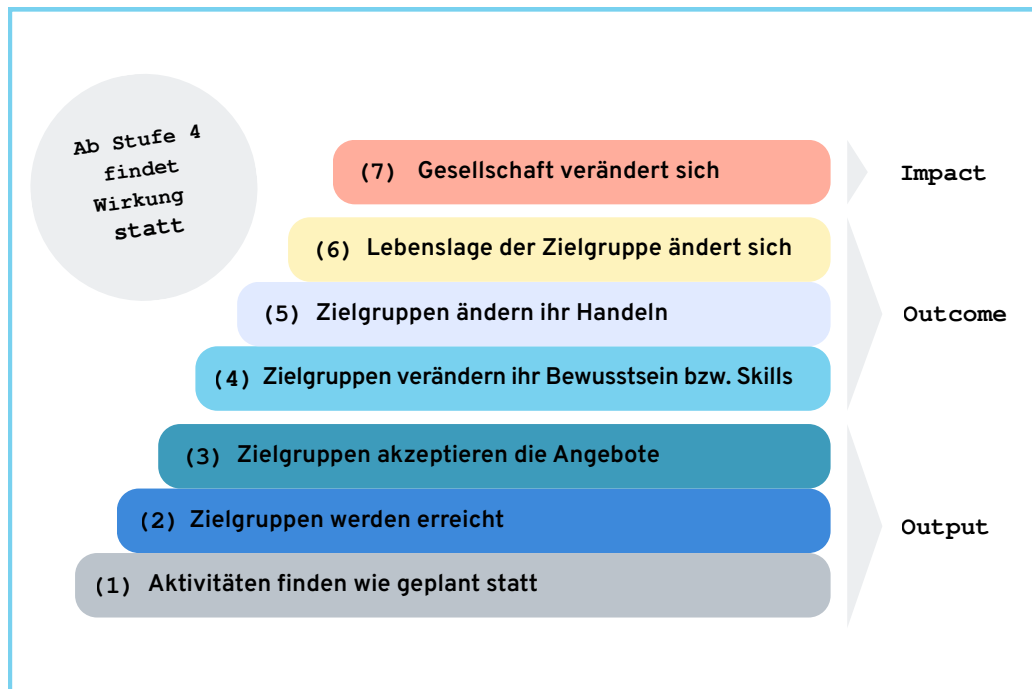 Ab Stufe 4
findet
Wirkung
statt
(7) Gesellschaft verändert sich
Impact
(6) Lebenslage der Zielgruppe ändert sich
(5) Zielgruppen ändern ihr Handeln
Outcome
(4) Zielgruppen verändern ihr Bewusstsein bzw. Skills
(3) Zielgruppen akzeptieren die Angebote
(2) Zielgruppen werden erreicht
Output
(1) Aktivitäten finden wie geplant statt